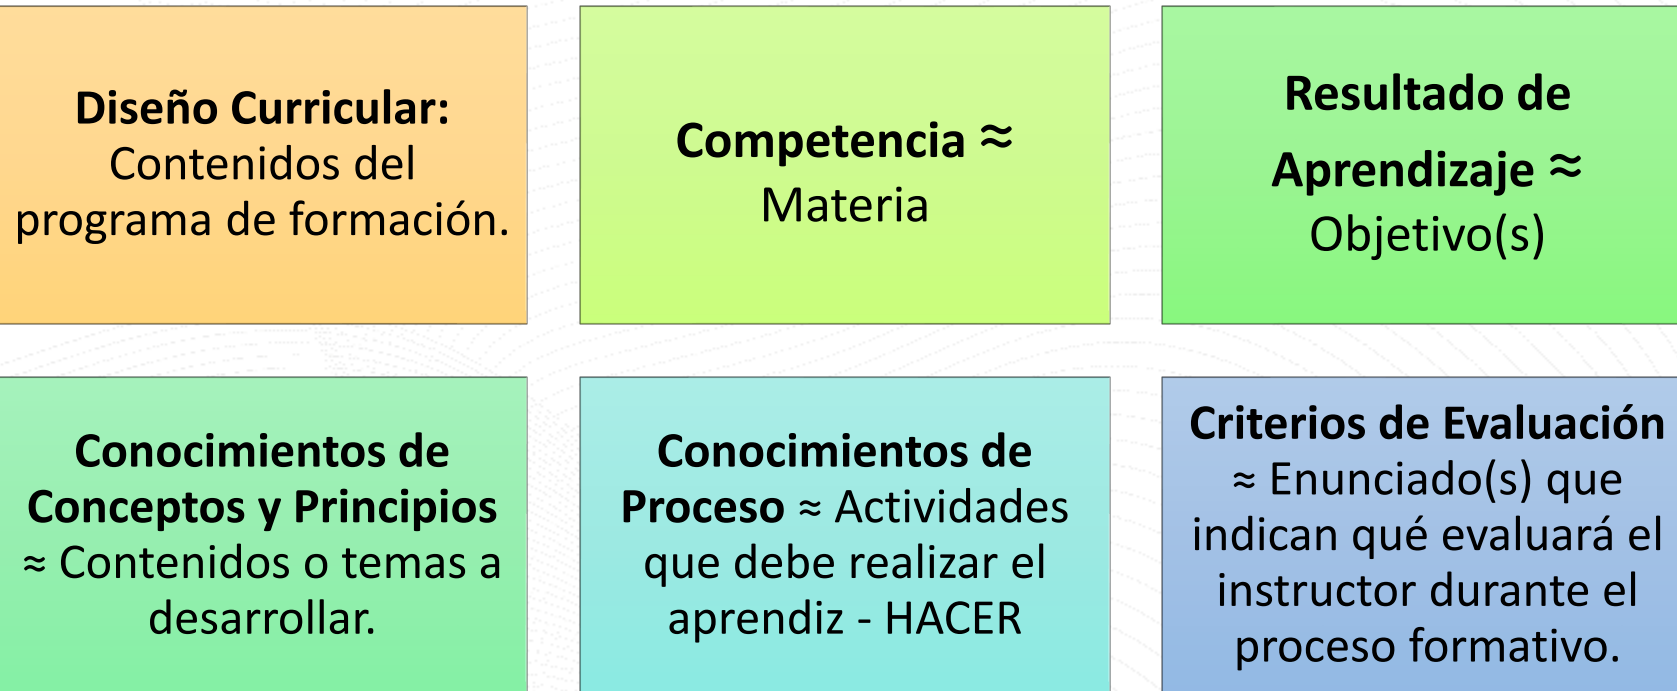 Diseño Curricular:
Contenidos del
programa de formación.
Competencia ≈
Materia
Resultado de
Aprendizaje ≈
Objetivo(s)
Conocimientos de
Conceptos y Principios
≈ Contenidos o temas a
desarrollar.
Conocimientos de
Proceso ≈ Actividades
que debe realizar el
aprendiz - HACER
Criterios de Evaluación
≈ Enunciado(s) que
indican qué evaluará el
instructor durante el
proceso formativo.